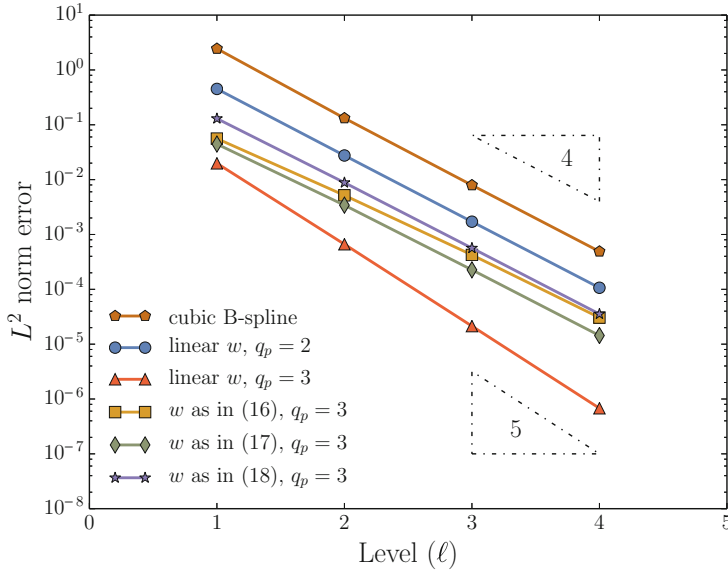 10^1
10^0
10^{-1}
10^{-2}
10^{-3}
10^{-4}
10^{-5}
10^{-6}
10^{-7}
10^{-8}
L^2 norm error
4
5
cubic B-spline
linear w, q_p = 2
linear w, q_p = 3
w as in (16), q_p = 3
w as in (17), q_p = 3
w as in (18), q_p = 3
0 1 2 3 4 5
Level (ℓ)